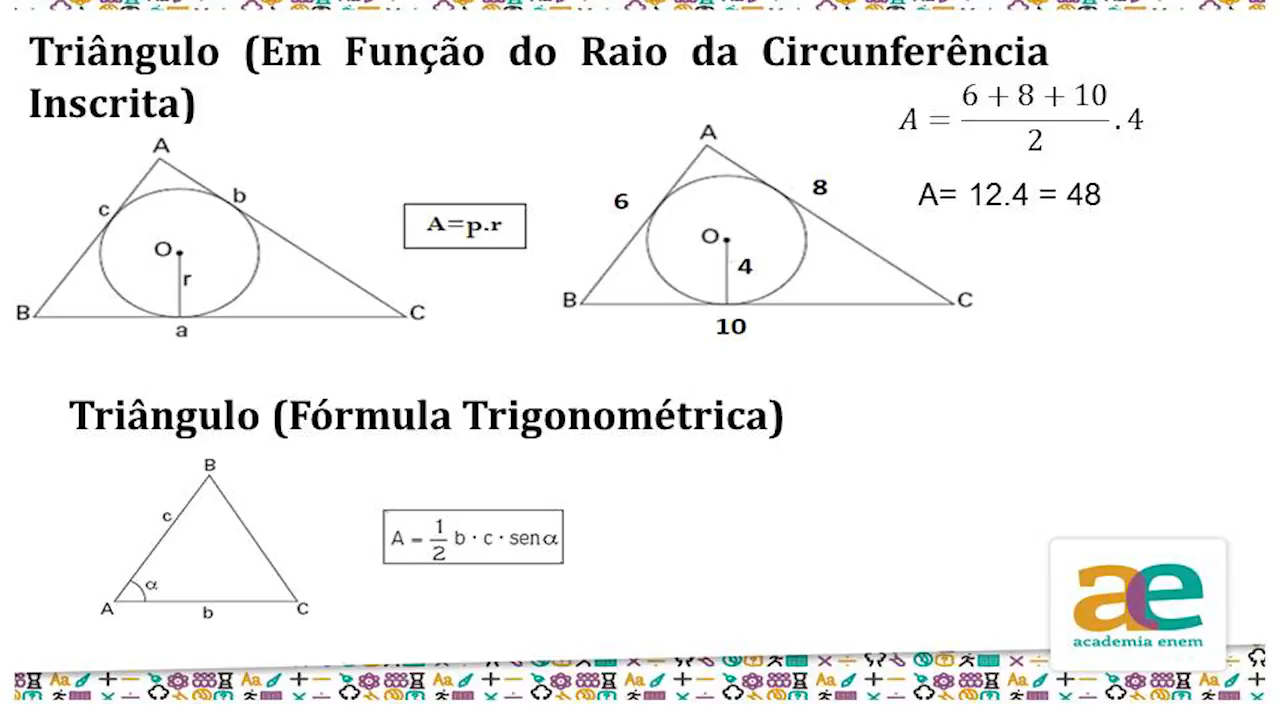 Triângulo (Em Função do Raio da Circunferência
Inscrita)
A = 6 + 8 + 10 / 2 . 4
A= 12.4 = 48
A
b
c
O
r
B
C
a
A=p.r
A
8
6
O
4
B
C
10
Triângulo (Fórmula Trigonométrica)
B
c
α
A
b
C
A = 1/2 b · c · sen α
ae
academia enem